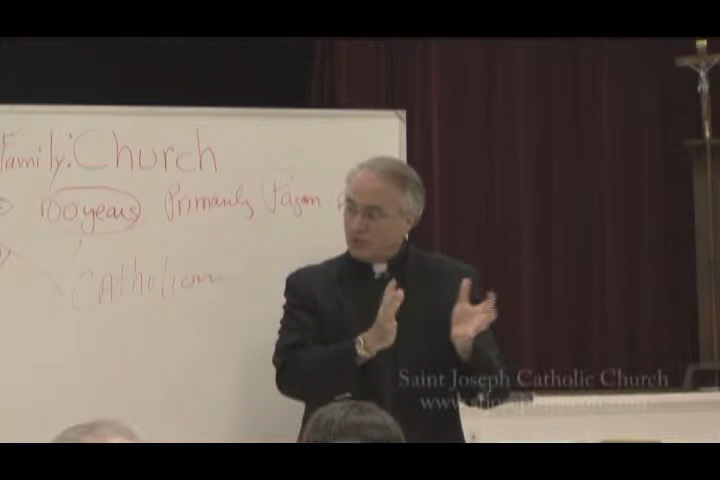 Family: Church
100 years Primarily Pagan
Catholicism
Saint Joseph Catholic Church